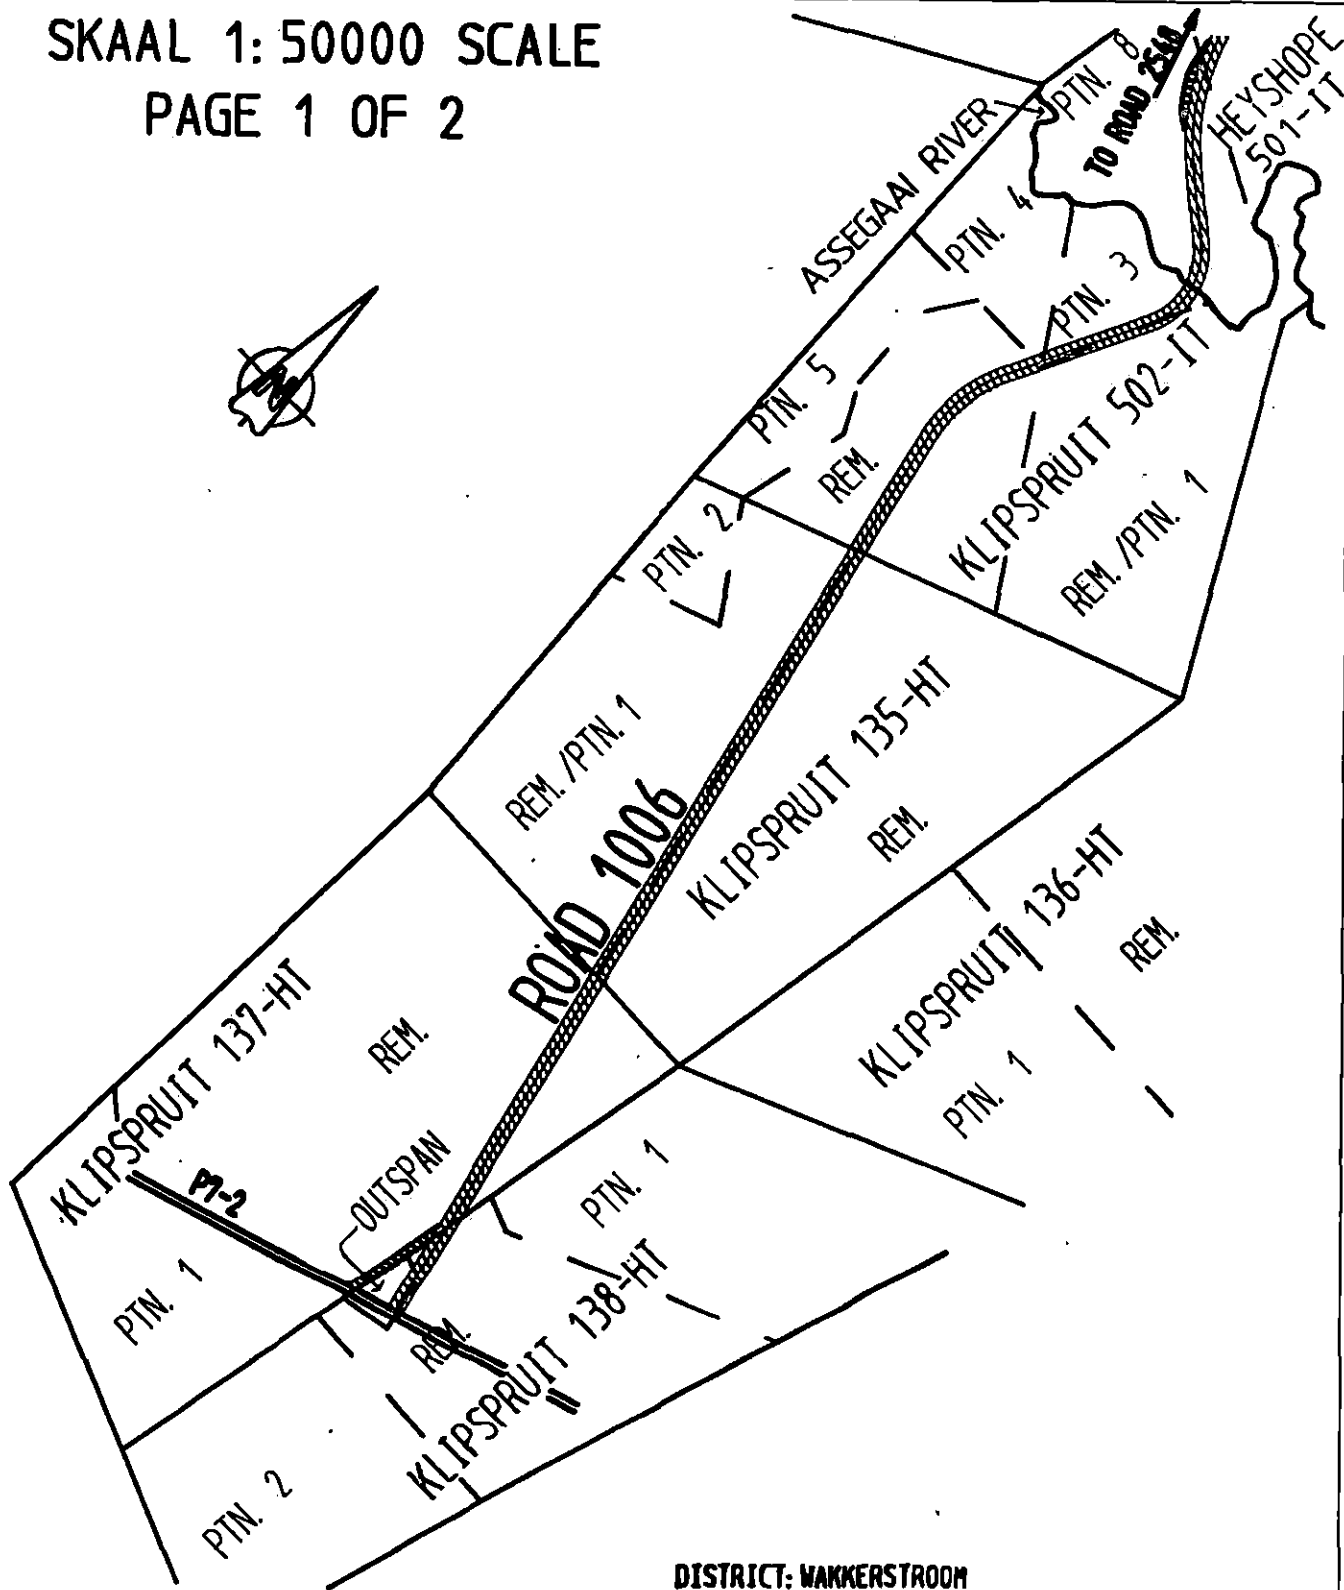 SKAAL 1:50000 SCALE
PAGE 1 OF 2
PTN. 8
TO ROAD 2548
HEYSHOPE
501-IT
ASSEGAAI RIVER
PTN. 4
PTN. 3
PTN. 5
REM.
KLIPSPRUIT 502-IT
REM./PTN. 1
PTN. 2
REM./PTN. 1
KLIPSPRUIT 135-HT
REM.
ROAD 1006
KLIPSPRUIT 136-HT
REM.
PTN. 1
KLIPSPRUIT 137-HT
REM.
P7-2
OUTSPAN
PTN. 1
PTN. 1
REM.
KLIPSPRUIT 138-HT
PTN. 2
DISTRICT: WAKKERSTROOM